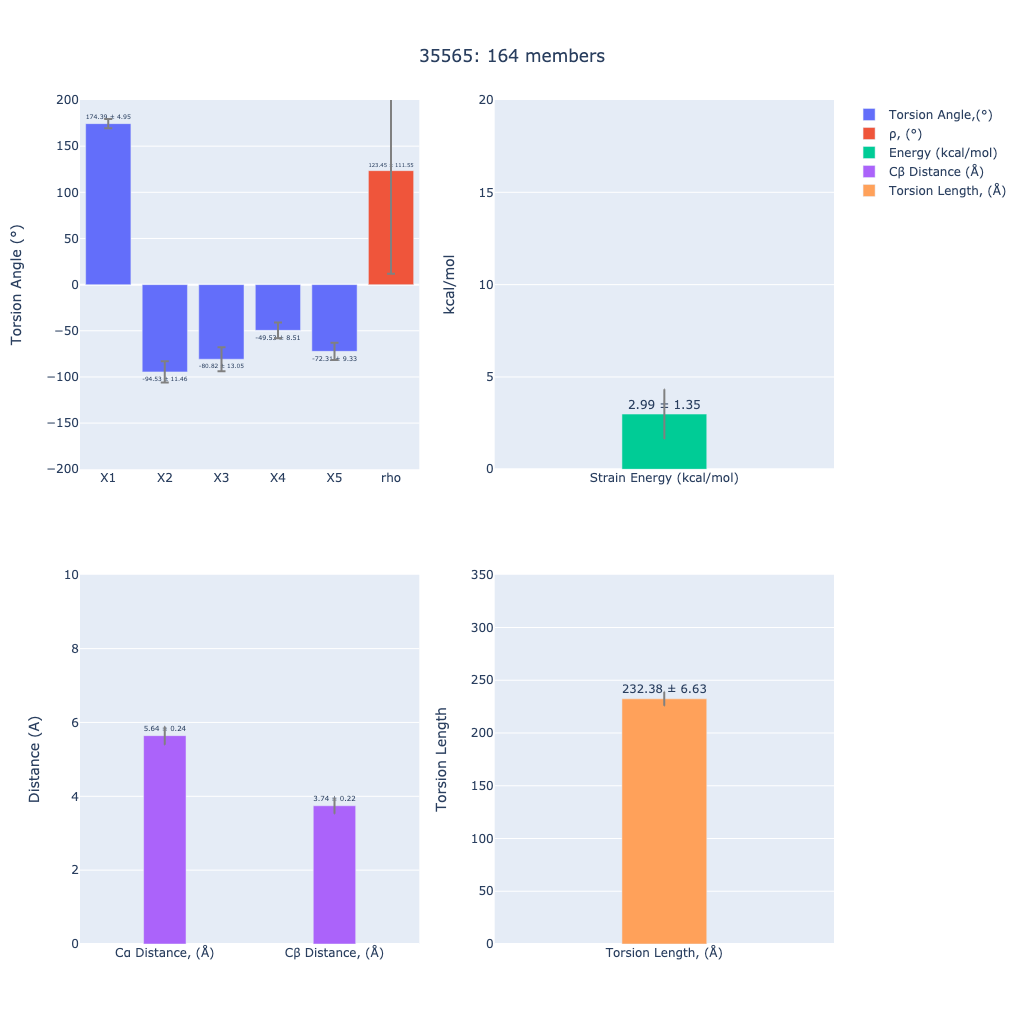 35565: 164 members
Torsion Angle (°)
200
150
100
50
0
−50
−100
−150
−200
174.39 ± 4.95
-94.53 ± 11.46
-80.82 ± 13.05
-72.31 ± 9.33
123.45 ± 111.55
X1 X2 X3 X4 X5 rho
kcal/mol
20
15
10
5
0
2.99 ± 1.35
Strain Energy (kcal/mol)
Torsion Angle,(°)
ρ, (°)
Energy (kcal/mol)
Cβ Distance (Å)
Torsion Length, (Å)
Distance (A)
10
8
6
4
2
0
5.64 ± 0.24
3.74 ± 0.22
Cα Distance, (Å) Cβ Distance, (Å)
Torsion Length
350
300
250
200
150
100
50
0
232.38 ± 6.63
Torsion Length, (Å)